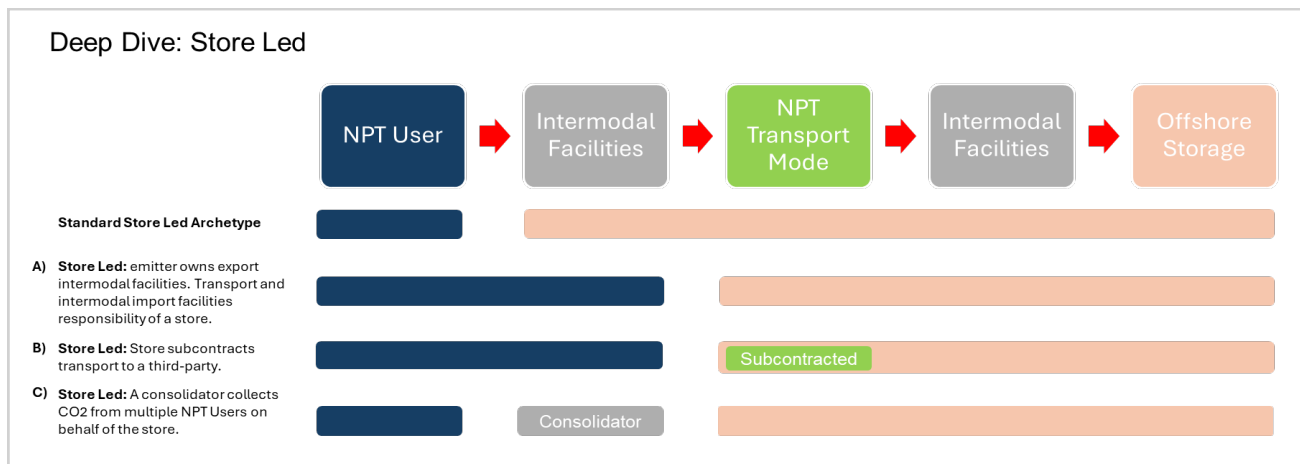 Deep Dive: Store Led
NPT User
Intermodal
Facilities
NPT
Transport
Mode
Intermodal
Facilities
Offshore
Storage
Standard Store Led Archetype
A) Store Led: emitter owns export
intermodal facilities. Transport and
intermodal import facilities
responsibility of a store.
B) Store Led: Store subcontracts
transport to a third-party.
Subcontracted
C) Store Led: A consolidator collects
CO2 from multiple NPT Users on
behalf of the store.
Consolidator